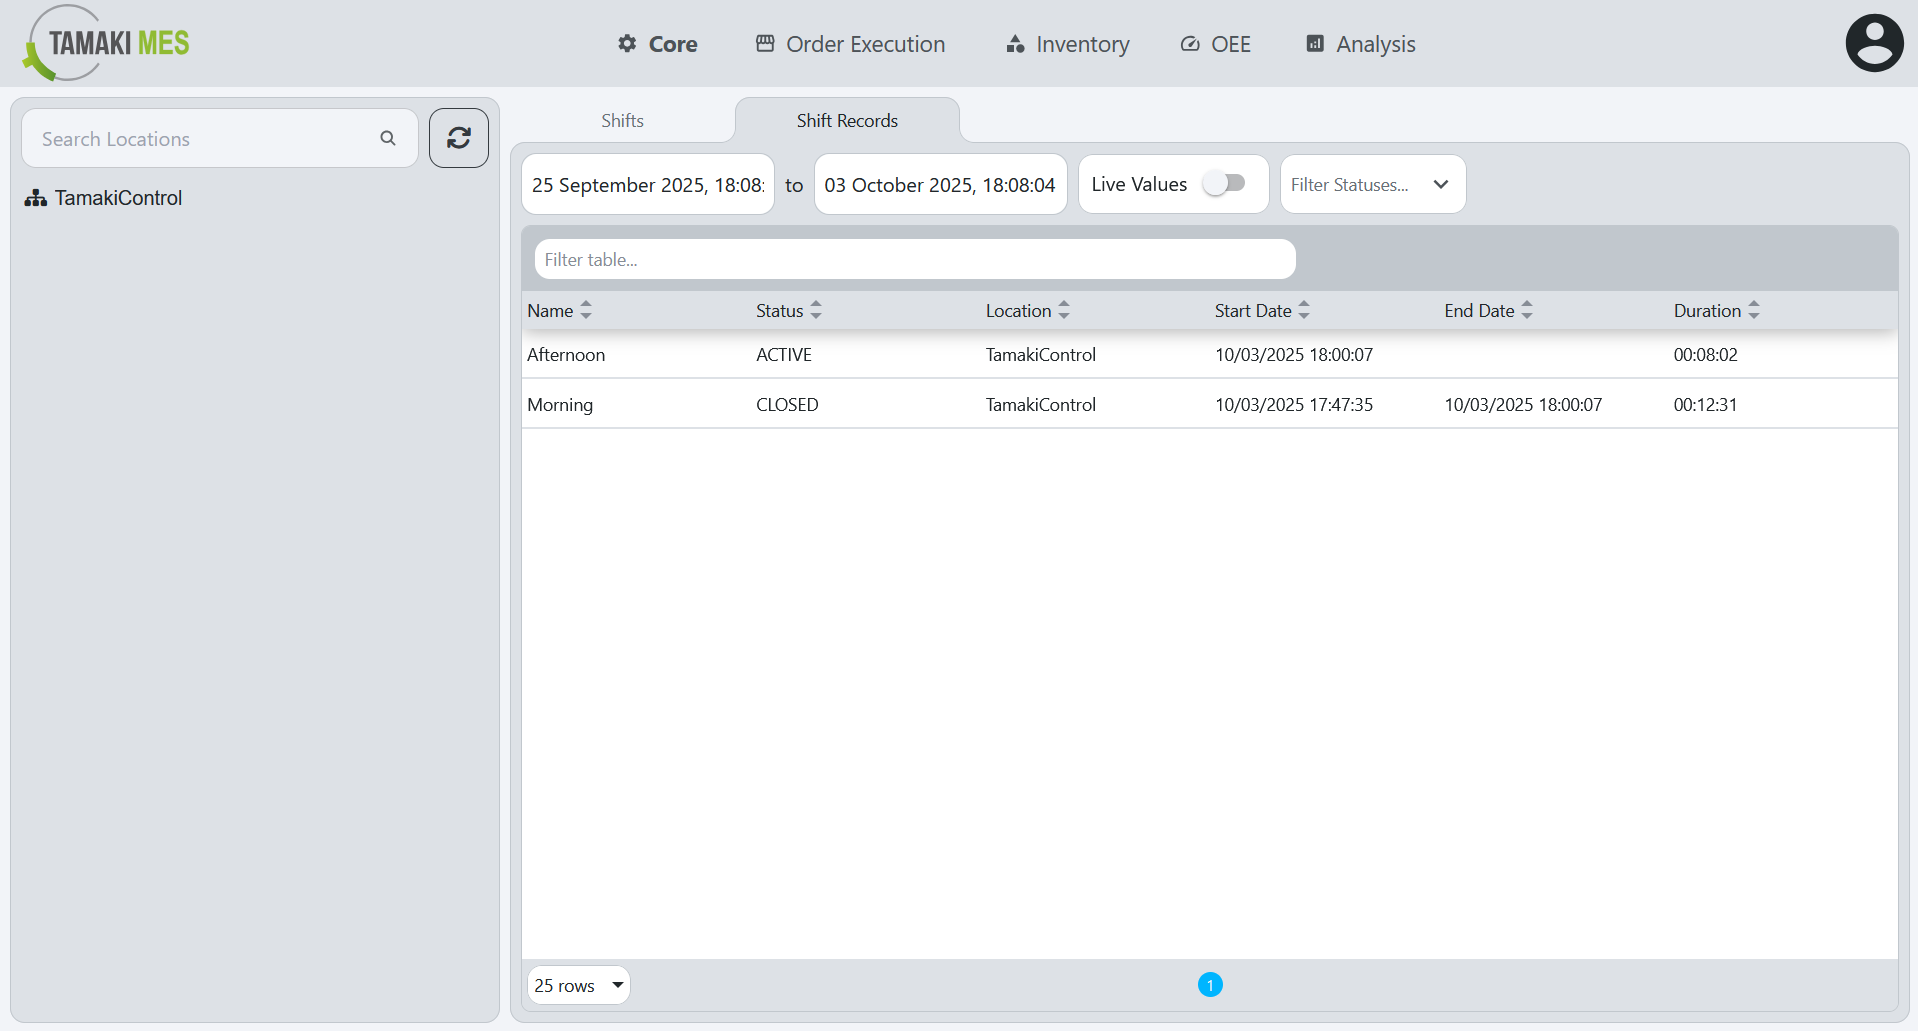 TAMAKI MES
Core
Order Execution
Inventory
OEE
Analysis
Search Locations
TamakiControl
Shifts
Shift Records
25 September 2025, 18:08:
to
03 October 2025, 18:08:04
Live Values
Filter Statuses...
Filter table...
Name Status Location Start Date End Date Duration
Afternoon ACTIVE TamakiControl 10/03/2025 18:00:07 00:08:02
Morning CLOSED TamakiControl 10/03/2025 17:47:35 10/03/2025 18:00:07 00:12:31
25 rows
1